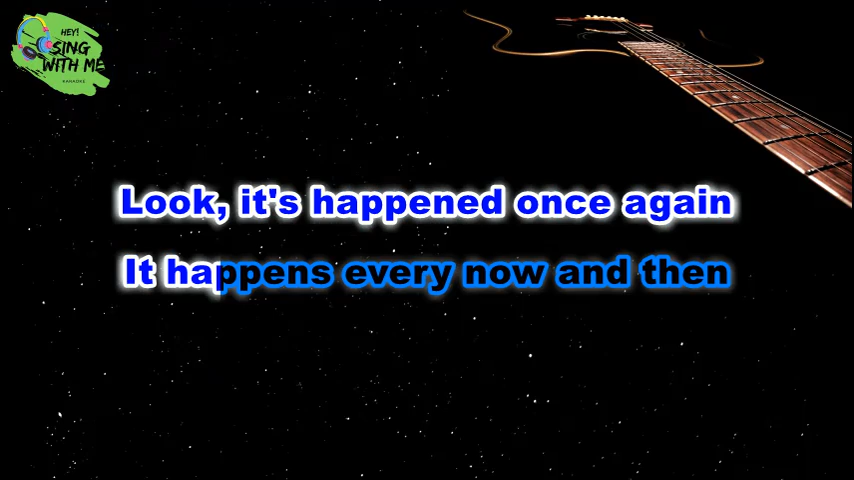 HEY!
SING
WITH ME
KARAOKE
Look, it's happened once again
It happens every now and then